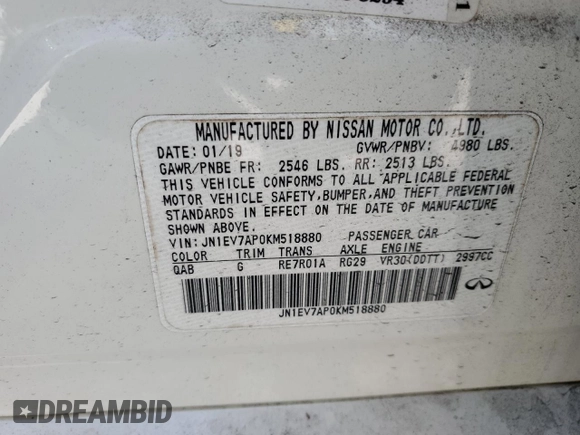 MANUFACTURED BY NISSAN MOTOR CO.,LTD.
DATE: 01/19 GVWR/PNBV: 4980 LBS.
GAWR/PNBE FR: 2546 LBS. RR: 2513 LBS.
THIS VEHICLE CONFORMS TO ALL APPLICABLE FEDERAL
MOTOR VEHICLE SAFETY, BUMPER, AND THEFT PREVENTION
STANDARDS IN EFFECT ON THE DATE OF MANUFACTURE
SHOWN ABOVE.
VIN: JN1EV7AP0KM518880 PASSENGER CAR
COLOR TRIM TRANS AXLE ENGINE
QAB G RE7R01A RG29 VR30(DDTT) 2997CC
JN1EV7AP0KM518880
DREAMBID